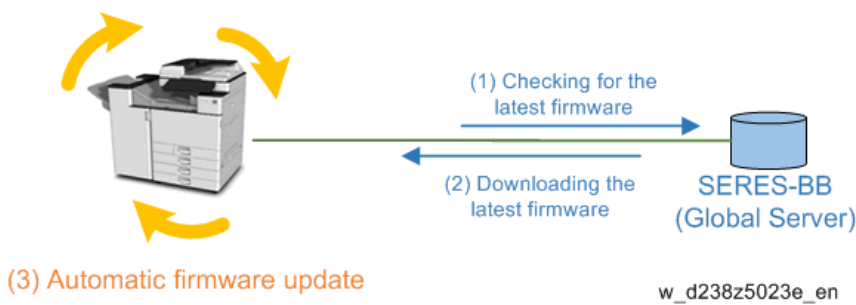 (1) Checking for the
latest firmware
(2) Downloading the
latest firmware
SERES-BB
(Global Server)
(3) Automatic firmware update
w_d238z5023e_en